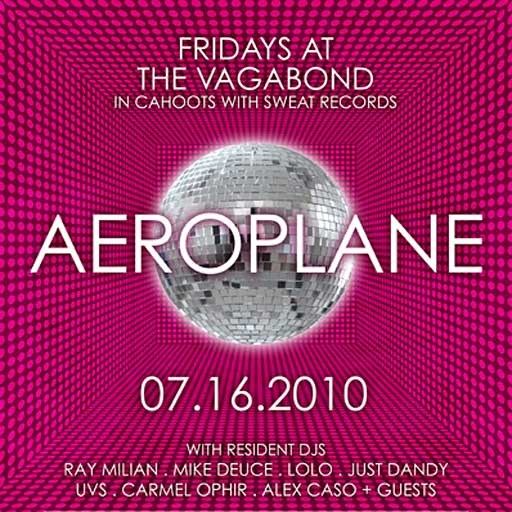 FRIDAYS AT
THE VAGABOND
IN CAHOOTS WITH SWEAT RECORDS
AEROPLANE
07.16.2010
WITH RESIDENT DJS
RAY MILIAN . MIKE DEUCE . LOLO . JUST DANDY
UVS . CARMEL OPHIR . ALEX CASO + GUESTS